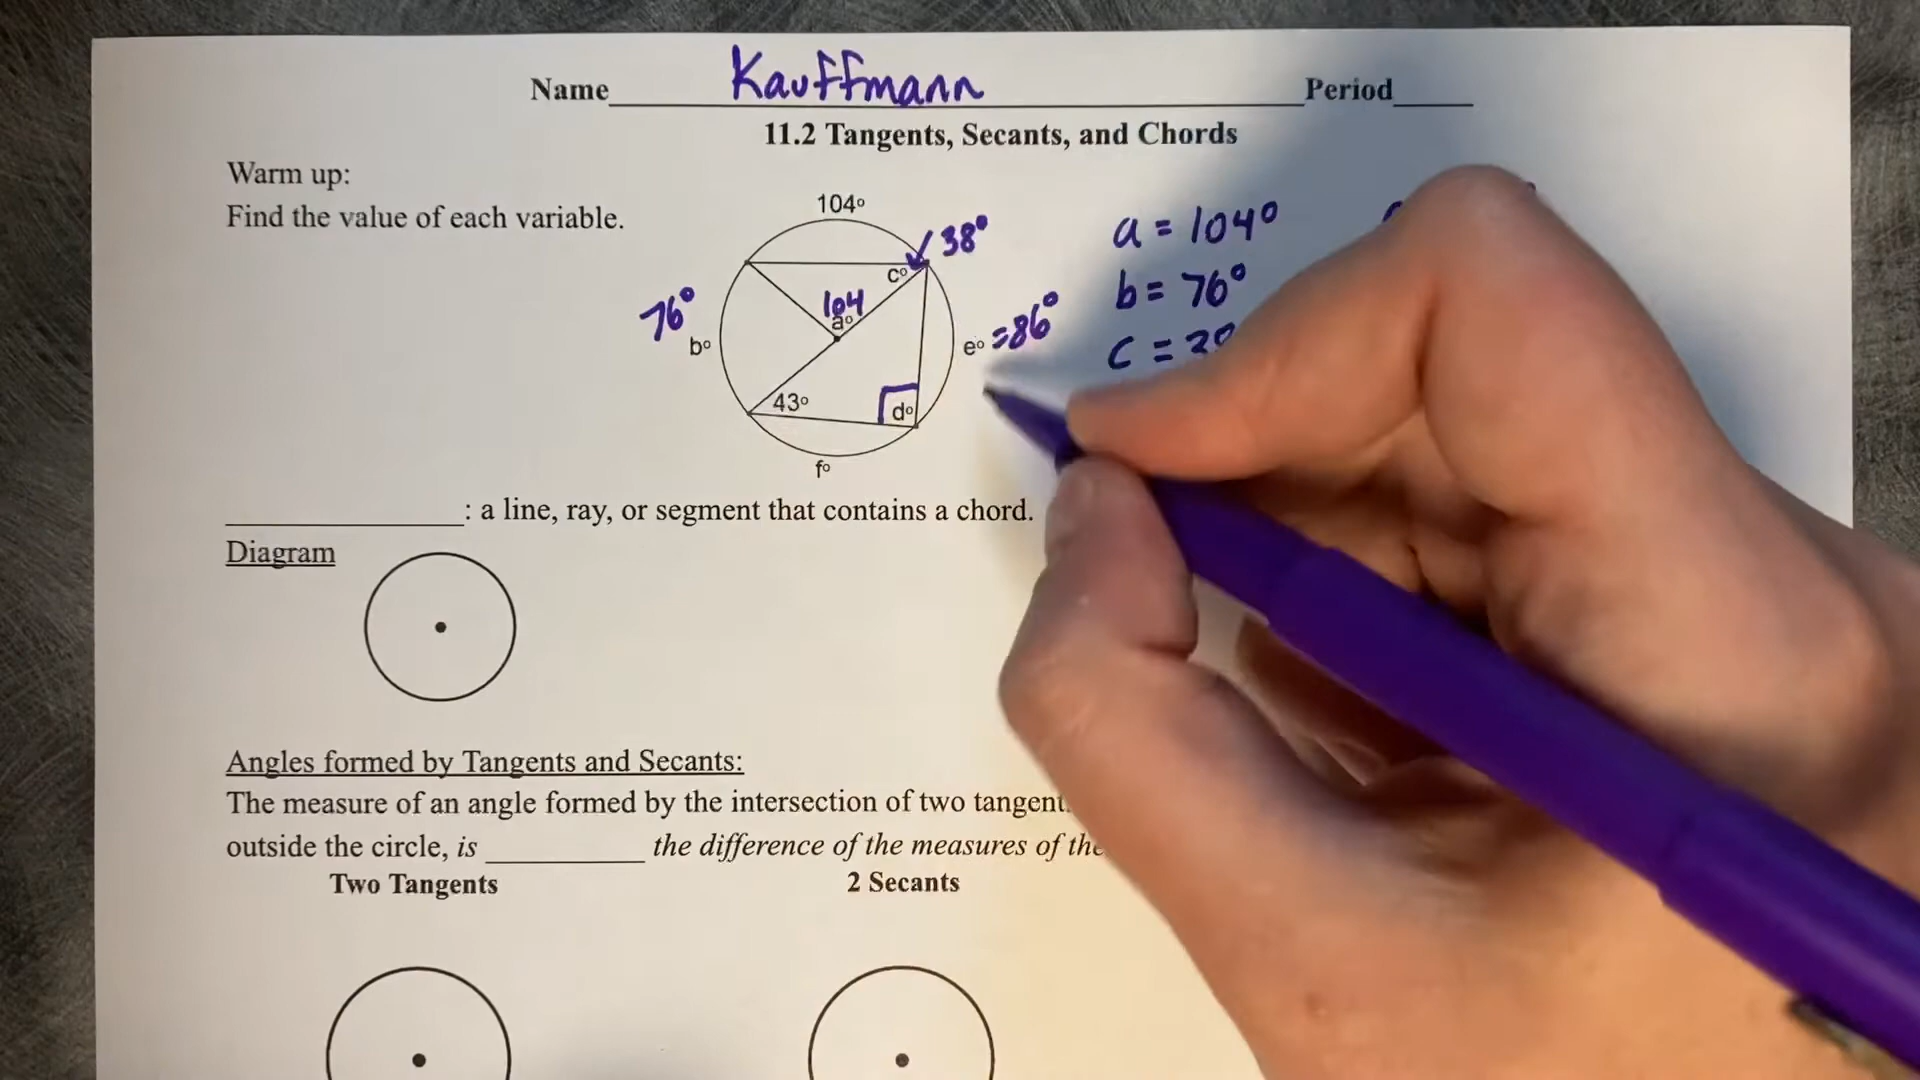 Name Kauffmann Period
11.2 Tangents, Secants, and Chords
Warm up:
Find the value of each variable.
104°
38°
c°
104
a°
76°
b°
e° =86°
43°
d°
f°
a = 104°
b = 76°
c = 38
: a line, ray, or segment that contains a chord.
Diagram
Angles formed by Tangents and Secants:
The measure of an angle formed by the intersection of two tangent
outside the circle, is the difference of the measures of the
Two Tangents
2 Secants